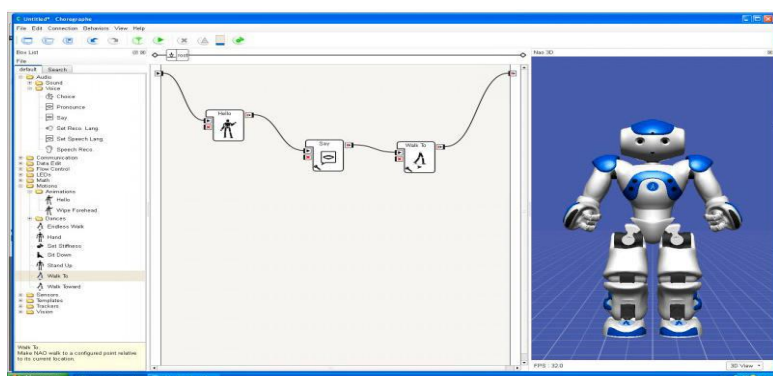 Untitled* - Choregraphe
File Edit Connection Behaviors View Help
Box List
File
default Search
Audio
Sound
Voice
Choice
Pronounce
Say
Set Reco. Lang
Set Speech Lang
Speech Reco.
Communication
Data Edit
Flow Control
LEDs
Math
Motions
Animations
Hello
Wipe Forehead
Dances
Endless Walk
Hand
Set Stiffness
Sit Down
Stand Up
Walk To
Walk Toward
Sensors
Templates
Trackers
Vision
Walk To
Make NAO walk to a configured point relative
to its current location.
root
Hello
Say
Walk To
Nao 3D
FPS : 32.0
3D View